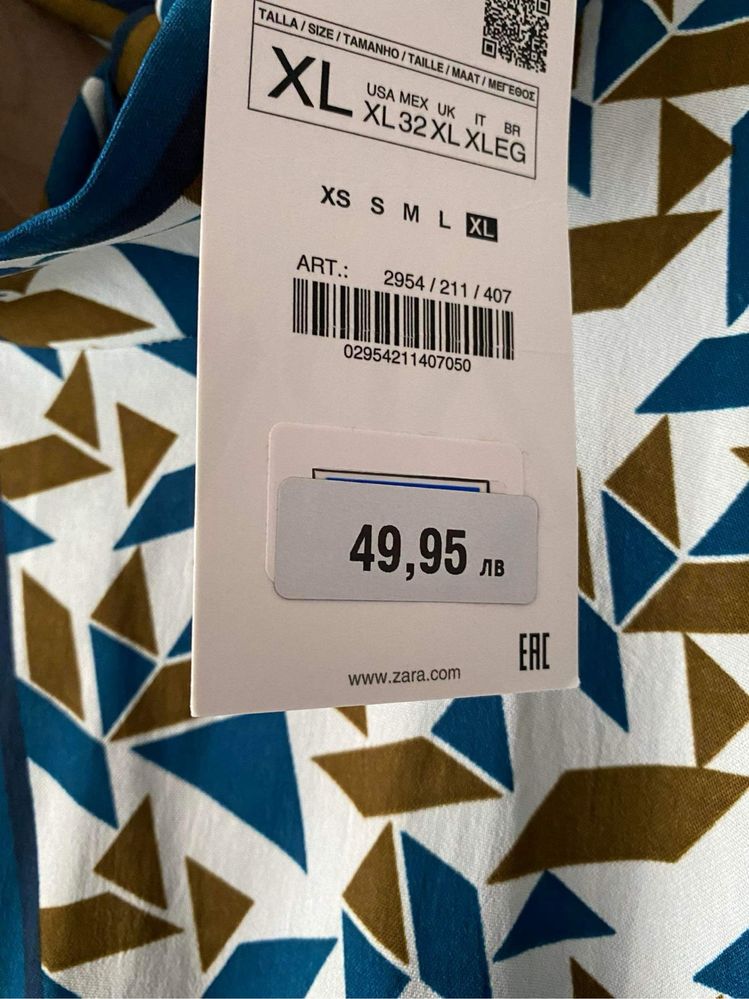 TALLA / SIZE / TAMANHO / TAILLE / MAAT / ΜΕΓΕΘΟΣ
XL
USA MEX UK IT BR
XL 32 XL XL EG
XS S M L XL
ART.: 2954 / 211 / 407
02954211407050
49,95 лв
www.zara.com
EAC